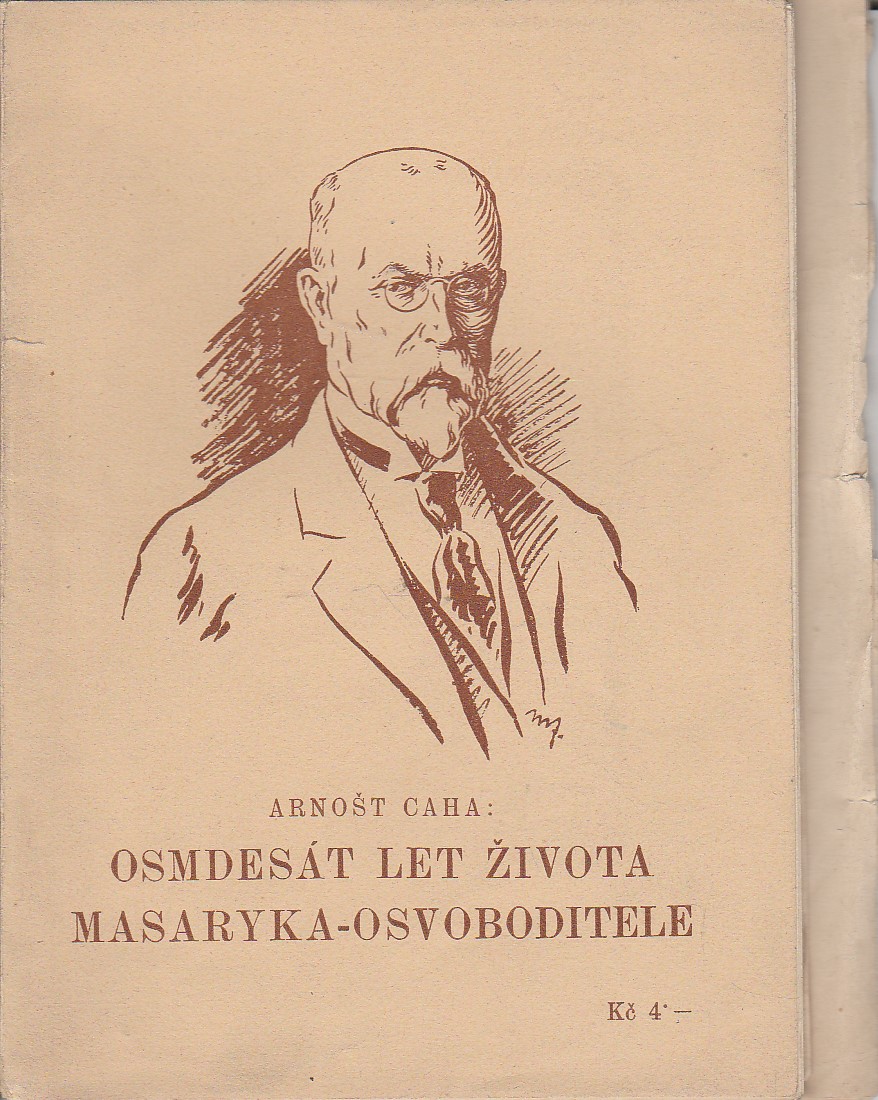 ARNOŠT CAHA:
OSMDESÁT LET ŽIVOTA
MASARYKA-OSVOBODITELE
Kč 4·—